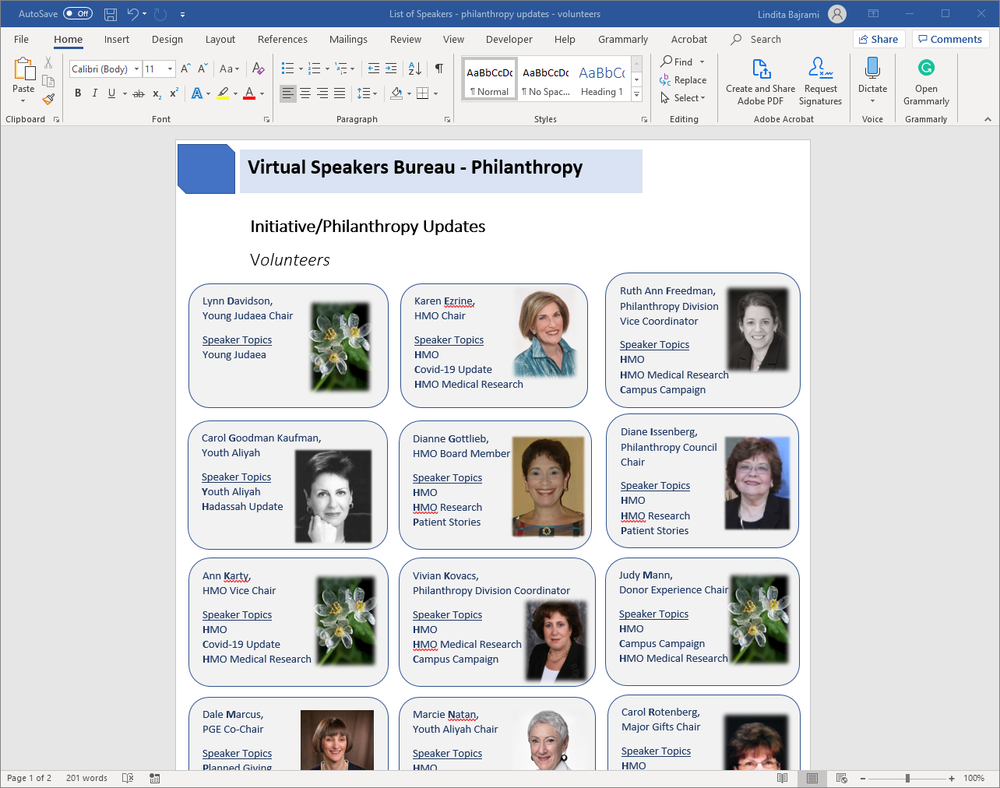 AutoSave Off List of Speakers - philanthropy updates - volunteers Lindita Bajrami
File Home Insert Design Layout References Mailings Review View Developer Help Grammarly Acrobat Search Share Comments
Paste
Calibri (Body) 11
Aa
B I U ab x₂ x² A A
AaBbCcDc AaBbCcDc AaBbCc
¶ Normal ¶ No Spac... Heading 1
Find
Replace
Select
Create and Share Adobe PDF
Request Signatures
Dictate
Open Grammarly
Clipboard Font Paragraph Styles Editing Adobe Acrobat Voice Grammarly
Virtual Speakers Bureau - Philanthropy
Initiative/Philanthropy Updates
Volunteers
Lynn Davidson,
Young Judaea Chair
Speaker Topics
Young Judaea
Karen Ezrine,
HMO Chair
Speaker Topics
HMO
Covid-19 Update
HMO Medical Research
Ruth Ann Freedman,
Philanthropy Division
Vice Coordinator
Speaker Topics
HMO
HMO Medical Research
Campus Campaign
Carol Goodman Kaufman,
Youth Aliyah
Speaker Topics
Youth Aliyah
Hadassah Update
Dianne Gottlieb,
HMO Board Member
Speaker Topics
HMO
HMO Research
Patient Stories
Diane Issenberg,
Philanthropy Council
Chair
Speaker Topics
HMO
HMO Research
Patient Stories
Ann Karty,
HMO Vice Chair
Speaker Topics
HMO
Covid-19 Update
HMO Medical Research
Vivian Kovacs,
Philanthropy Division Coordinator
Speaker Topics
HMO
HMO Medical Research
Campus Campaign
Judy Mann,
Donor Experience Chair
Speaker Topics
HMO
Campus Campaign
HMO Medical Research
Dale Marcus,
PGE Co-Chair
Speaker Topics
Planned Giving
Marcie Natan,
Youth Aliyah Chair
Speaker Topics
HMO
Carol Rotenberg,
Major Gifts Chair
Speaker Topics
HMO
Page 1 of 2 201 words 100%